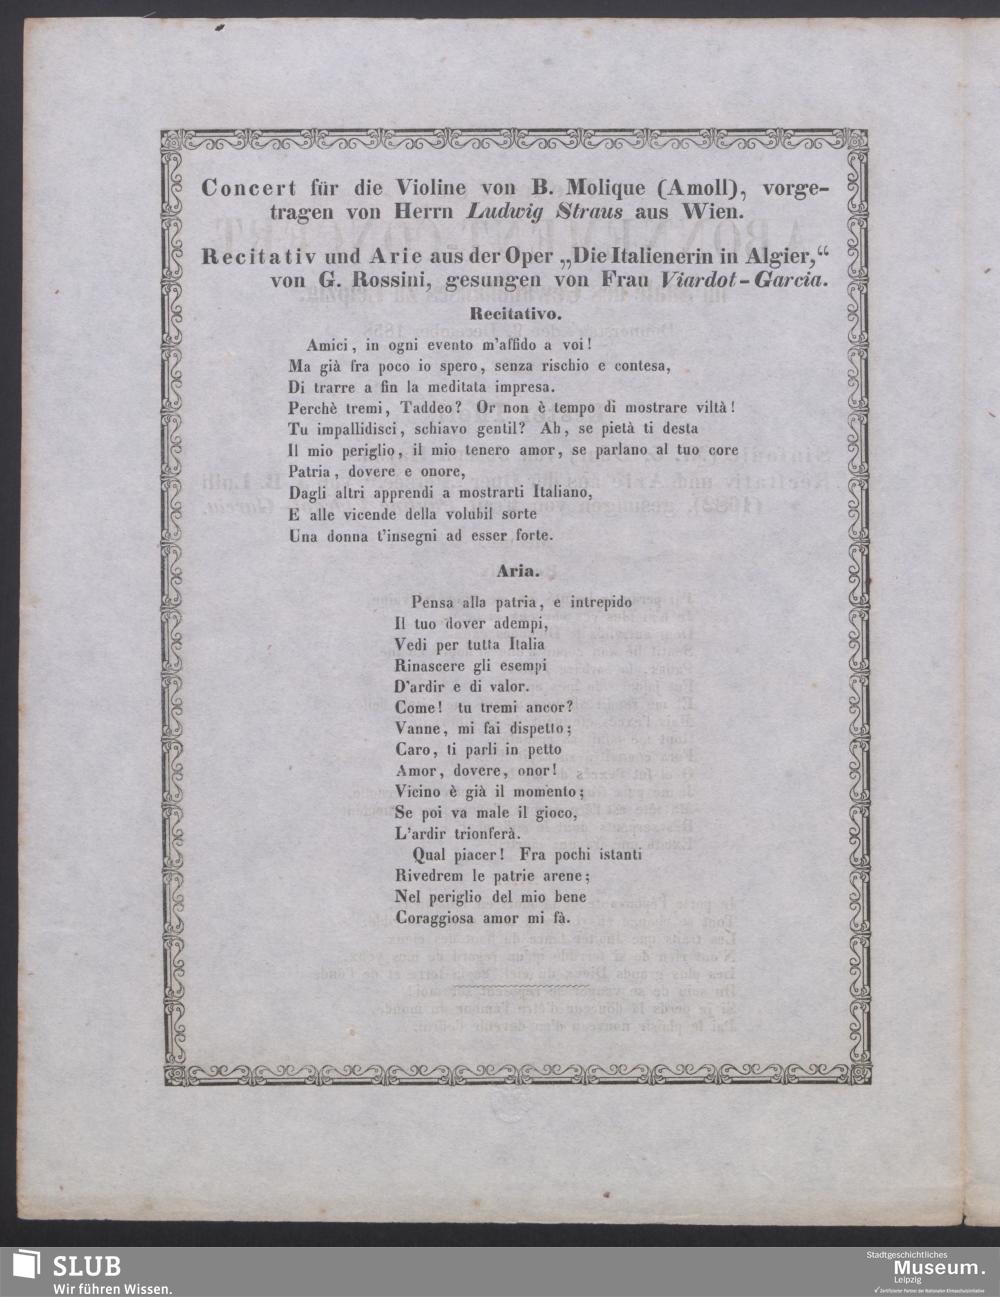 Concert für die Violine von B. Molique (Amoll), vorge-
tragen von Herrn Ludwig Straus aus Wien.
Recitativ und Arie aus der Oper „Die Italienerin in Algier,“
von G. Rossini, gesungen von Frau Viardot-Garcia.
Recitativo.
Amici, in ogni evento m'affido a voi!
Ma già fra poco io spero, senza rischio e contesa,
Di trarre a fin la meditata impresa.
Perchè tremi, Taddeo? Or non è tempo di mostrare viltà!
Tu impallidisci, schiavo gentil? Ah, se pietà ti desta
Il mio periglio, il mio tenero amor, se parlano al tuo core
Patria, dovere e onore,
Dagli altri apprendi a mostrarti Italiano,
E alle vicende della volubil sorte
Una donna t'insegni ad esser forte.
Aria.
Pensa alla patria, e intrepido
Il tuo dover adempi,
Vedi per tutta Italia
Rinascere gli esempi
D'ardir e di valor.
Come! tu tremi ancor?
Vanne, mi fai dispetto;
Caro, ti parli in petto
Amor, dovere, onor!
Vicino è già il momento;
Se poi va male il gioco,
L'ardir trionferà.
Qual piacer! Fra pochi istanti
Rivedrem le patrie arene;
Nel periglio del mio bene
Coraggiosa amor mi fà.
SLUB
Wir führen Wissen.
Stadtgeschichtliches
Museum.
Leipzig
Zertifizierter Partner der Nationalen Klimaschutzinitiative